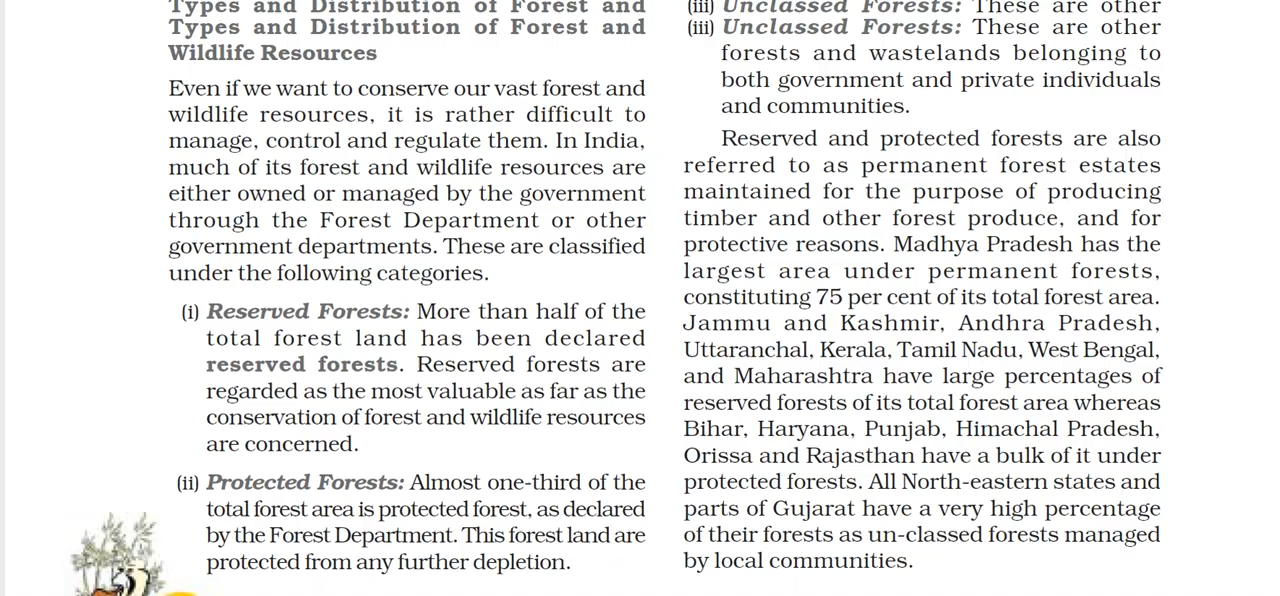 Types and Distribution of Forest and
Types and Distribution of Forest and
Wildlife Resources
Even if we want to conserve our vast forest and
wildlife resources, it is rather difficult to
manage, control and regulate them. In India,
much of its forest and wildlife resources are
either owned or managed by the government
through the Forest Department or other
government departments. These are classified
under the following categories.
(i) Reserved Forests: More than half of the
total forest land has been declared
reserved forests. Reserved forests are
regarded as the most valuable as far as the
conservation of forest and wildlife resources
are concerned.
(ii) Protected Forests: Almost one-third of the
total forest area is protected forest, as declared
by the Forest Department. This forest land are
protected from any further depletion.
(iii) Unclassed Forests: These are other
(iii) Unclassed Forests: These are other
forests and wastelands belonging to
both government and private individuals
and communities.
Reserved and protected forests are also
referred to as permanent forest estates
maintained for the purpose of producing
timber and other forest produce, and for
protective reasons. Madhya Pradesh has the
largest area under permanent forests,
constituting 75 per cent of its total forest area.
Jammu and Kashmir, Andhra Pradesh,
Uttaranchal, Kerala, Tamil Nadu, West Bengal,
and Maharashtra have large percentages of
reserved forests of its total forest area whereas
Bihar, Haryana, Punjab, Himachal Pradesh,
Orissa and Rajasthan have a bulk of it under
protected forests. All North-eastern states and
parts of Gujarat have a very high percentage
of their forests as un-classed forests managed
by local communities.